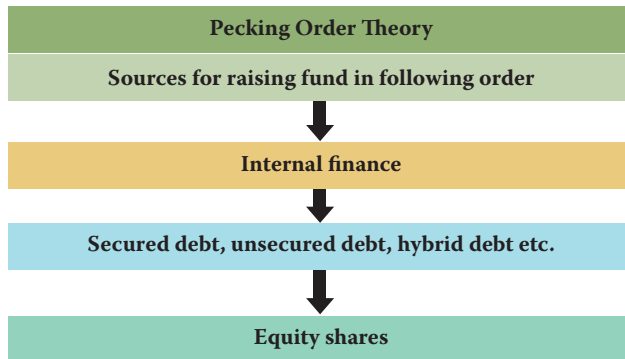 Pecking Order Theory
Sources for raising fund in following order
Internal finance
Secured debt, unsecured debt, hybrid debt etc.
Equity shares